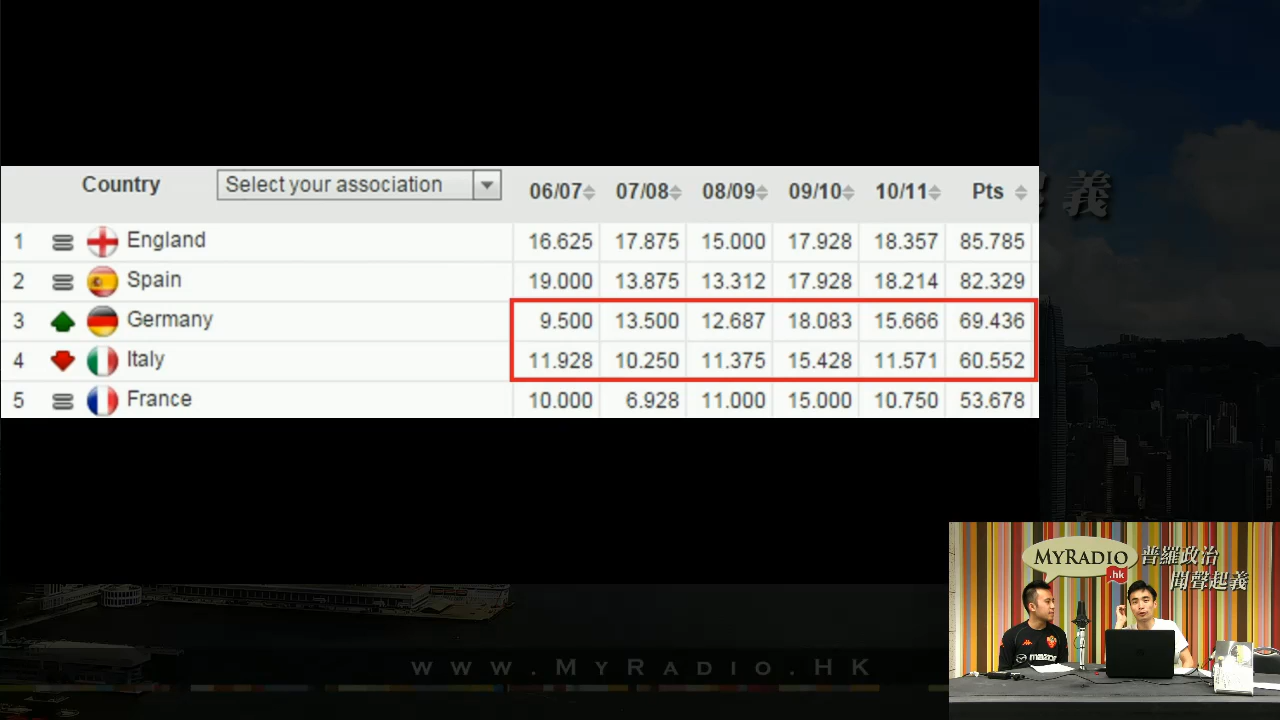 Country Select your association 06/07 07/08 08/09 09/10 10/11 Pts
1 England 16.625 17.875 15.000 17.928 18.357 85.785
2 Spain 19.000 13.875 13.312 17.928 18.214 82.329
3 Germany 9.500 13.500 12.687 18.083 15.666 69.436
4 Italy 11.928 10.250 11.375 15.428 11.571 60.552
5 France 10.000 6.928 11.000 15.000 10.750 53.678
起義
MYRADIO
.hk
普羅政治
聞聲起義
mazda
www.MyRadio.HK